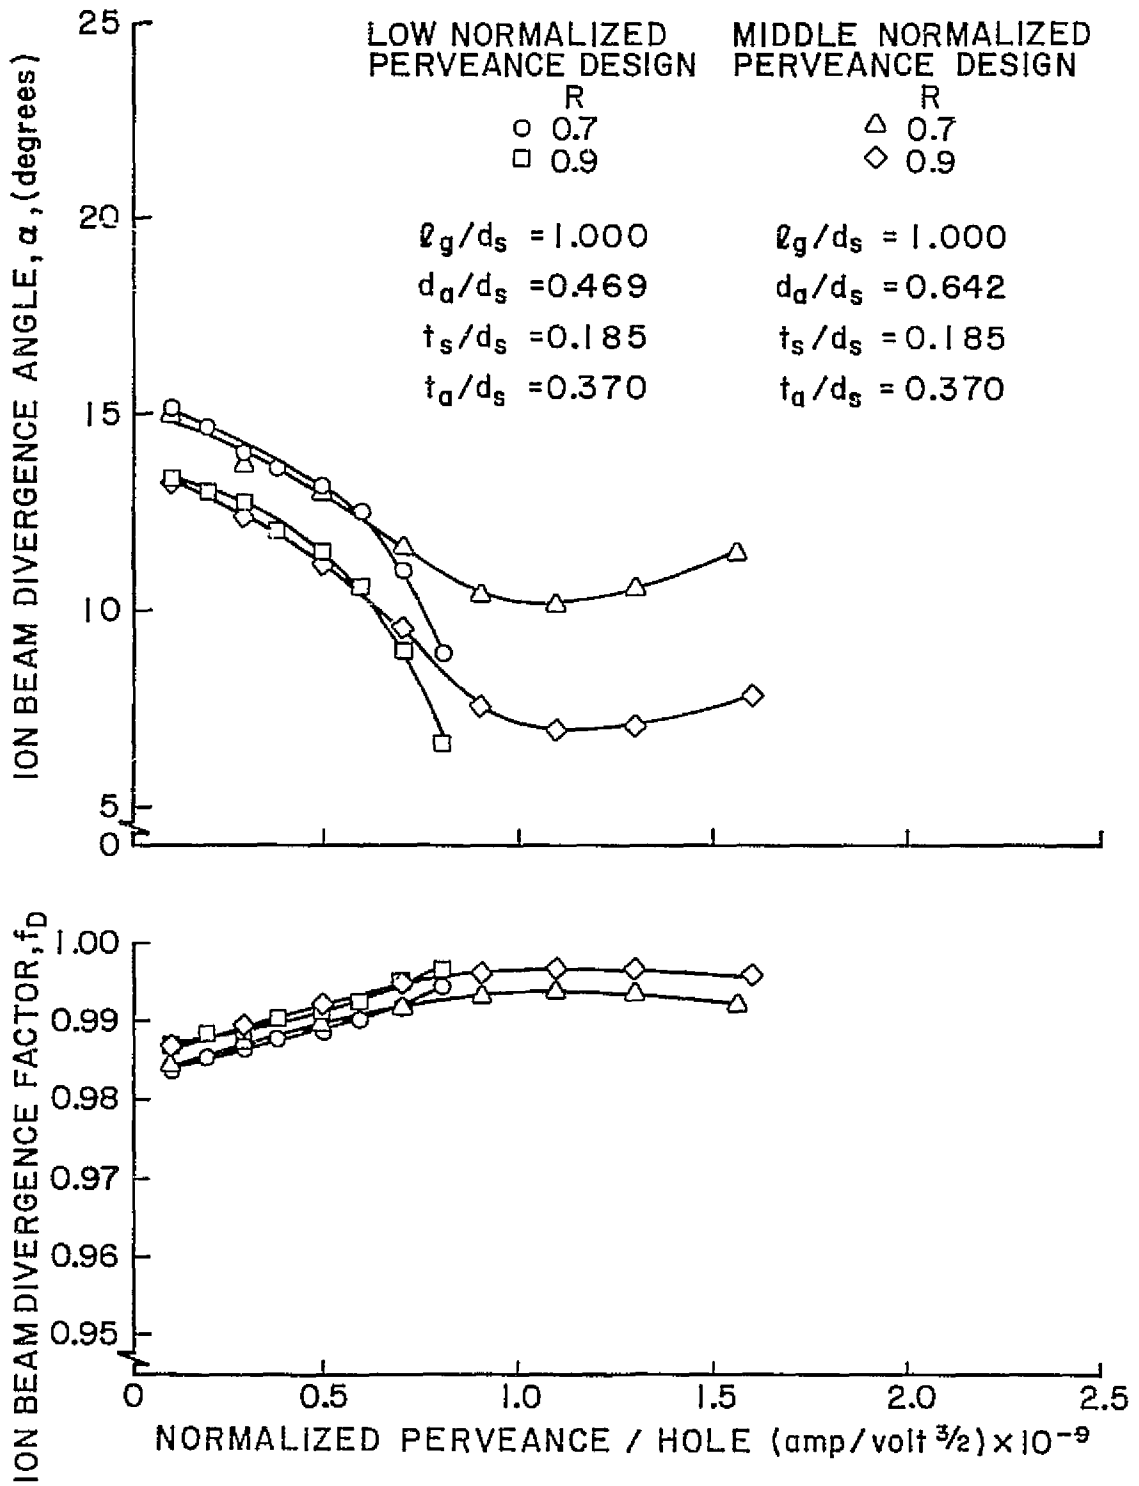 25
20
15
10
5
0
ION BEAM DIVERGENCE ANGLE, α, (degrees)
LOW NORMALIZED
PERVEANCE DESIGN
R
○ 0.7
□ 0.9
ℓg/ds = 1.000
da/ds = 0.469
ts/ds = 0.185
ta/ds = 0.370
MIDDLE NORMALIZED
PERVEANCE DESIGN
R
△ 0.7
◇ 0.9
ℓg/ds = 1.000
da/ds = 0.642
ts/ds = 0.185
ta/ds = 0.370
ION BEAM DIVERGENCE FACTOR, fD
1.00
0.99
0.98
0.97
0.96
0.95
0 0.5 1.0 1.5 2.0 2.5
NORMALIZED PERVEANCE / HOLE (amp/volt 3/2) × 10⁻⁹